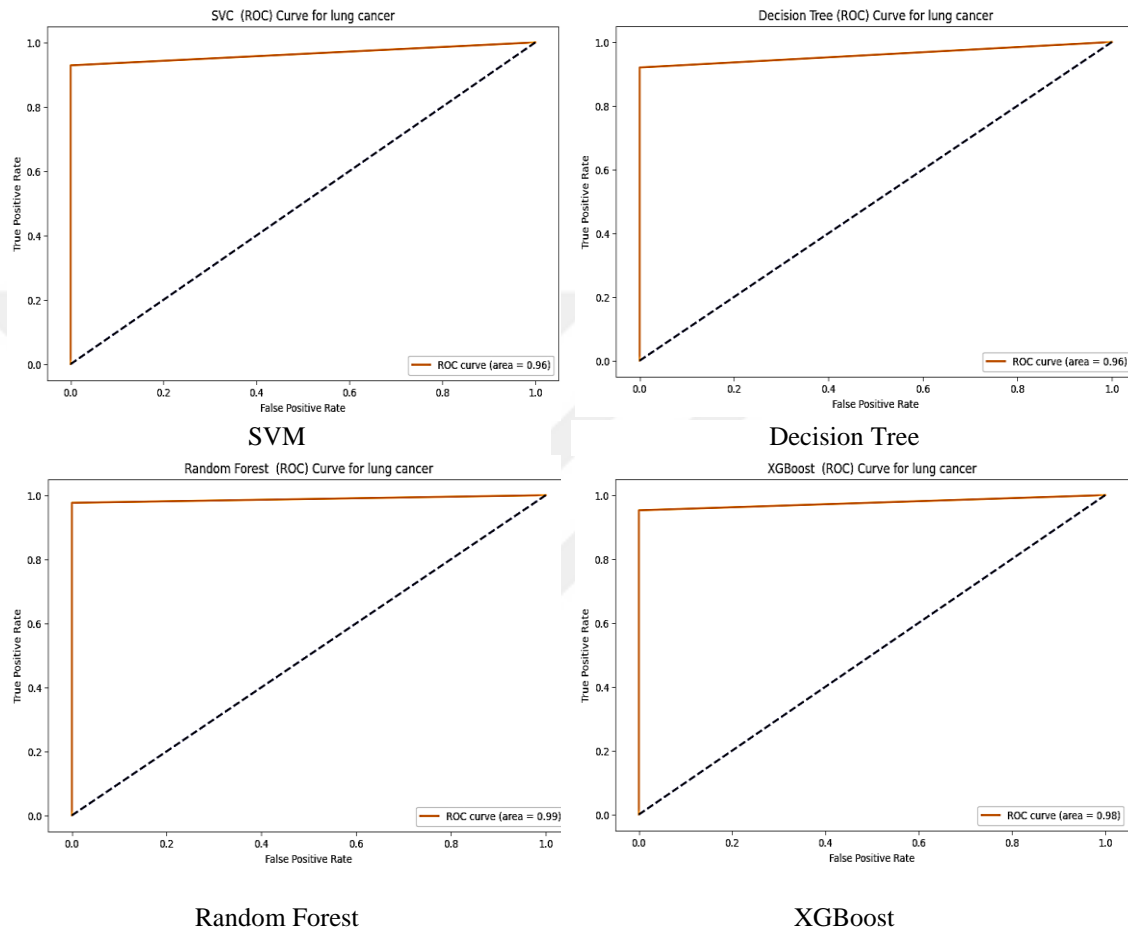 SVC (ROC) Curve for lung cancer
True Positive Rate
1.0
0.8
0.6
0.4
0.2
0.0
ROC curve (area = 0.96)
0.0 0.2 0.4 0.6 0.8 1.0
False Positive Rate
SVM
Decision Tree (ROC) Curve for lung cancer
True Positive Rate
1.0
0.8
0.6
0.4
0.2
0.0
ROC curve (area = 0.96)
0.0 0.2 0.4 0.6 0.8 1.0
False Positive Rate
Decision Tree
Random Forest (ROC) Curve for lung cancer
True Positive Rate
1.0
0.8
0.6
0.4
0.2
0.0
ROC curve (area = 0.99)
0.0 0.2 0.4 0.6 0.8 1.0
False Positive Rate
Random Forest
XGBoost (ROC) Curve for lung cancer
True Positive Rate
1.0
0.8
0.6
0.4
0.2
0.0
ROC curve (area = 0.98)
0.0 0.2 0.4 0.6 0.8 1.0
False Positive Rate
XGBoost